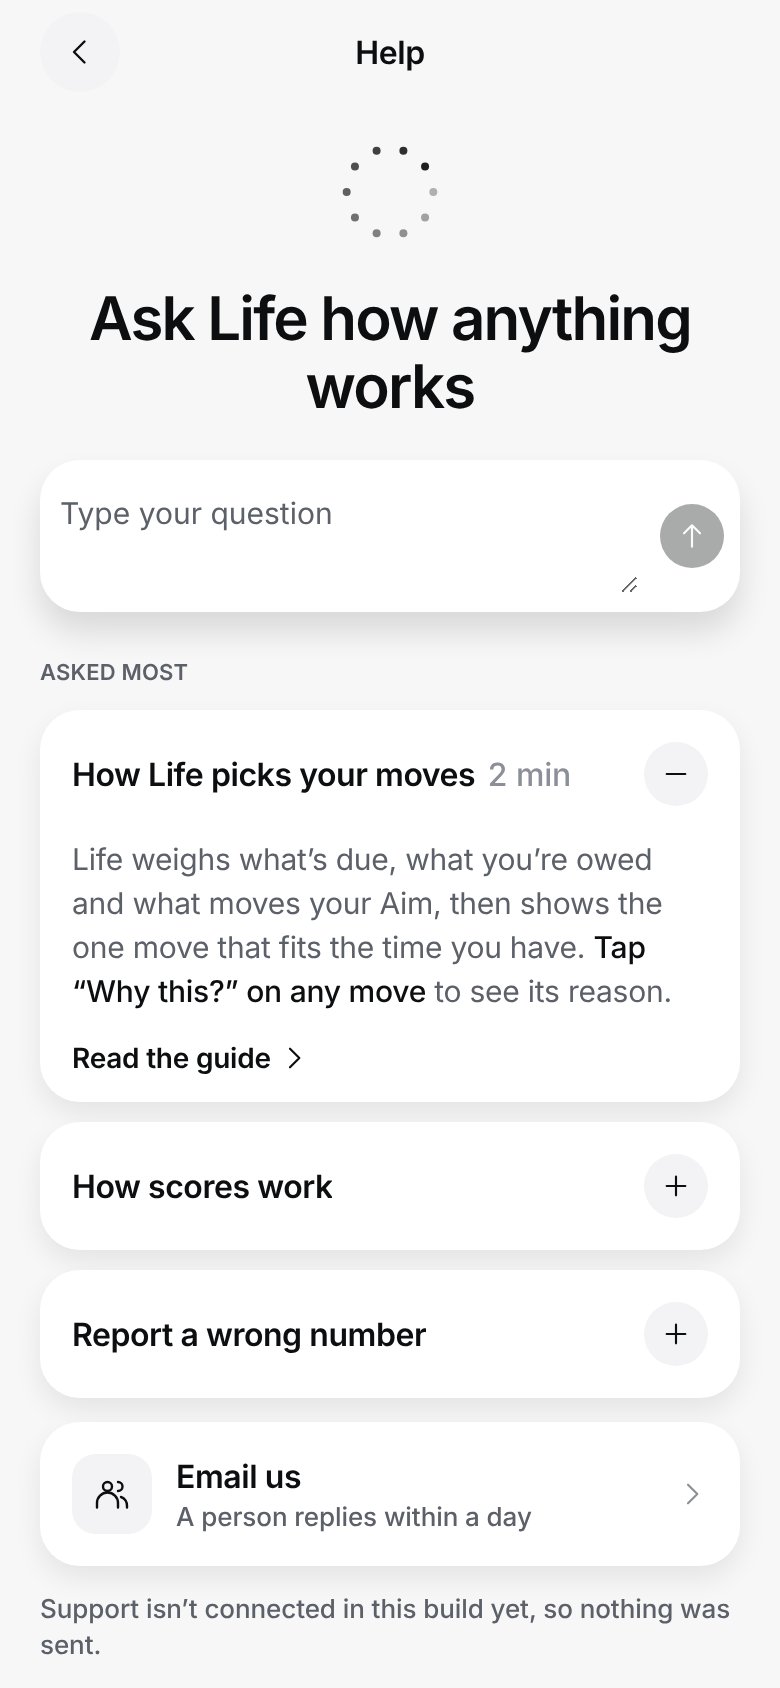 Help
Ask Life how anything
works
Type your question
ASKED MOST
How Life picks your moves 2 min
Life weighs what’s due, what you’re owed
and what moves your Aim, then shows the
one move that fits the time you have. Tap
“Why this?” on any move to see its reason.
Read the guide
How scores work
Report a wrong number
Email us
A person replies within a day
Support isn’t connected in this build yet, so nothing was
sent.